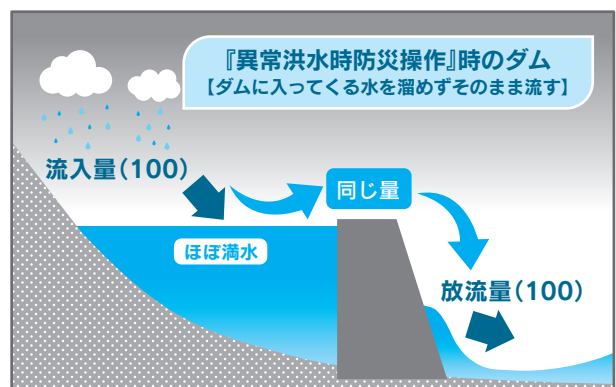 『異常洪水時防災操作』時のダム
【ダムに入ってくる水を溜めずそのまま流す】
流入量(100)
同じ量
ほぼ満水
放流量(100)